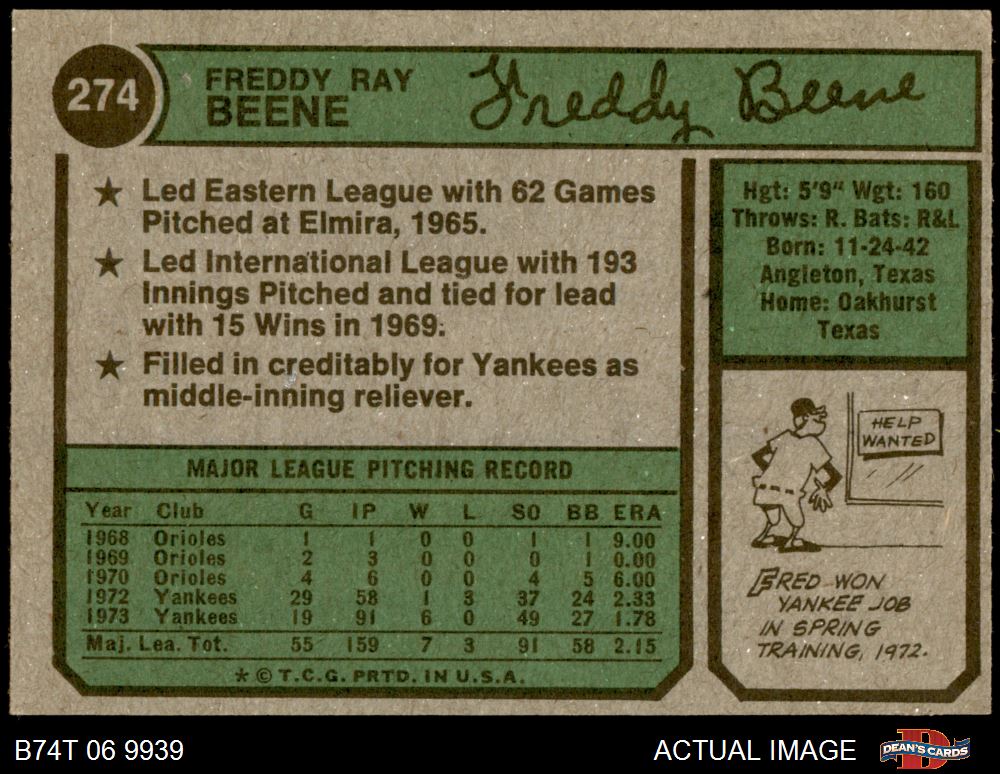 274
FREDDY RAY
BEENE
Freddy Beene
★ Led Eastern League with 62 Games
Pitched at Elmira, 1965.
★ Led International League with 193
Innings Pitched and tied for lead
with 15 Wins in 1969.
★ Filled in creditably for Yankees as
middle-inning reliever.
Hgt: 5'9" Wgt: 160
Throws: R. Bats: R&L
Born: 11-24-42
Angleton, Texas
Home: Oakhurst
Texas
MAJOR LEAGUE PITCHING RECORD
Year Club G IP W L SO BB ERA
1968 Orioles 1 1 0 0 1 1 9.00
1969 Orioles 2 3 0 0 0 1 0.00
1970 Orioles 4 6 0 0 4 5 6.00
1972 Yankees 29 58 1 3 37 24 2.33
1973 Yankees 19 91 6 0 49 27 1.78
Maj. Lea. Tot. 55 159 7 3 91 58 2.15
* © T.C.G. PRTD. IN U.S.A.
HELP
WANTED
FRED WON
YANKEE JOB
IN SPRING
TRAINING, 1972.
B74T 06 9939
ACTUAL IMAGE
DEAN'S CARDS